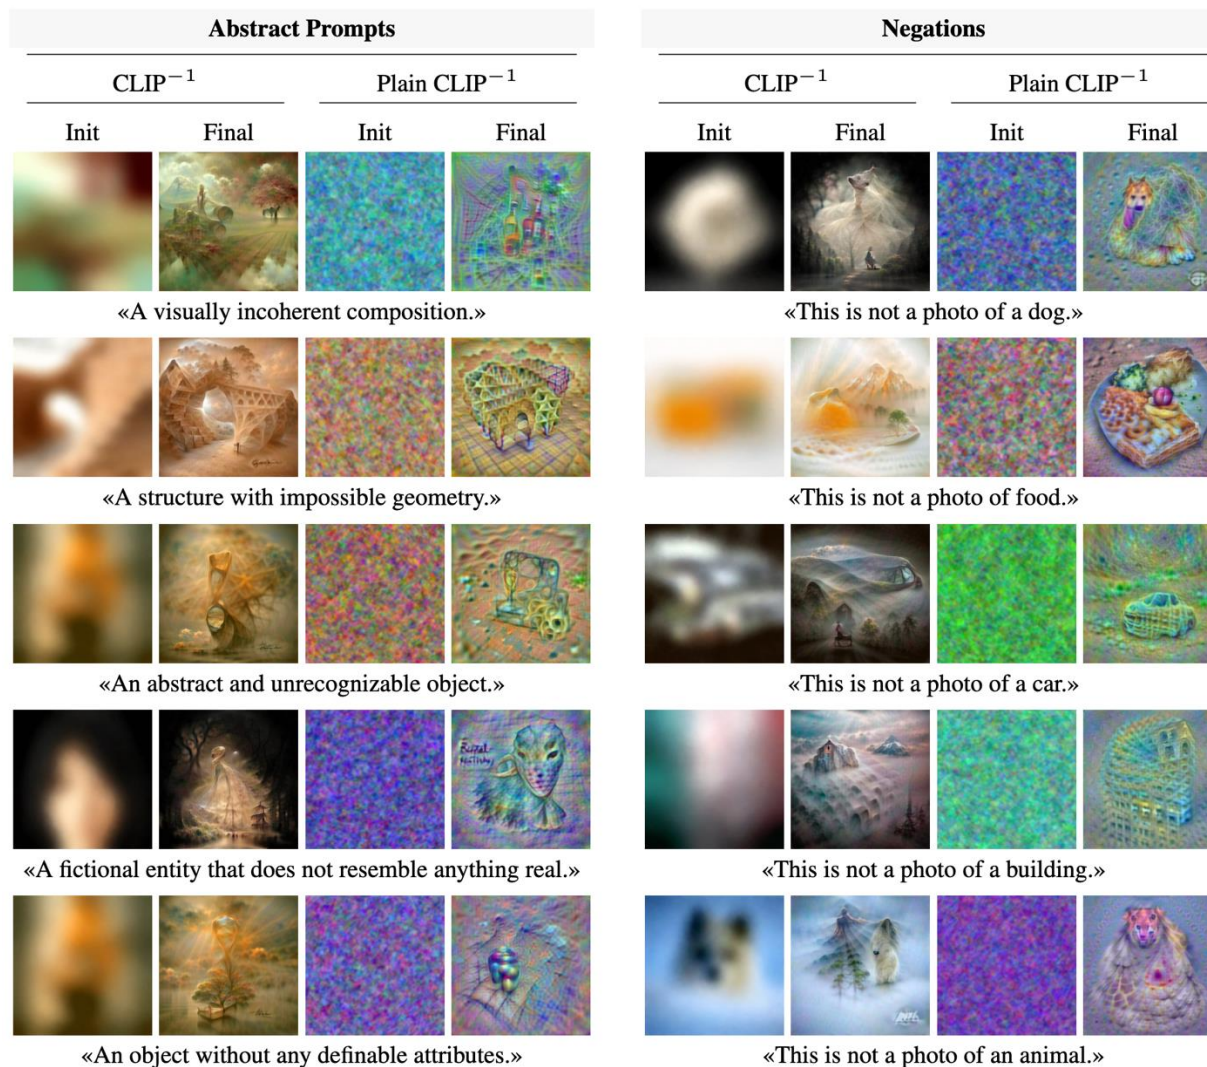 Abstract Prompts
CLIP⁻¹ Plain CLIP⁻¹
Init Final Init Final
«A visually incoherent composition.»
«A structure with impossible geometry.»
«An abstract and unrecognizable object.»
«A fictional entity that does not resemble anything real.»
«An object without any definable attributes.»
Negations
CLIP⁻¹ Plain CLIP⁻¹
Init Final Init Final
«This is not a photo of a dog.»
«This is not a photo of food.»
«This is not a photo of a car.»
«This is not a photo of a building.»
«This is not a photo of an animal.»